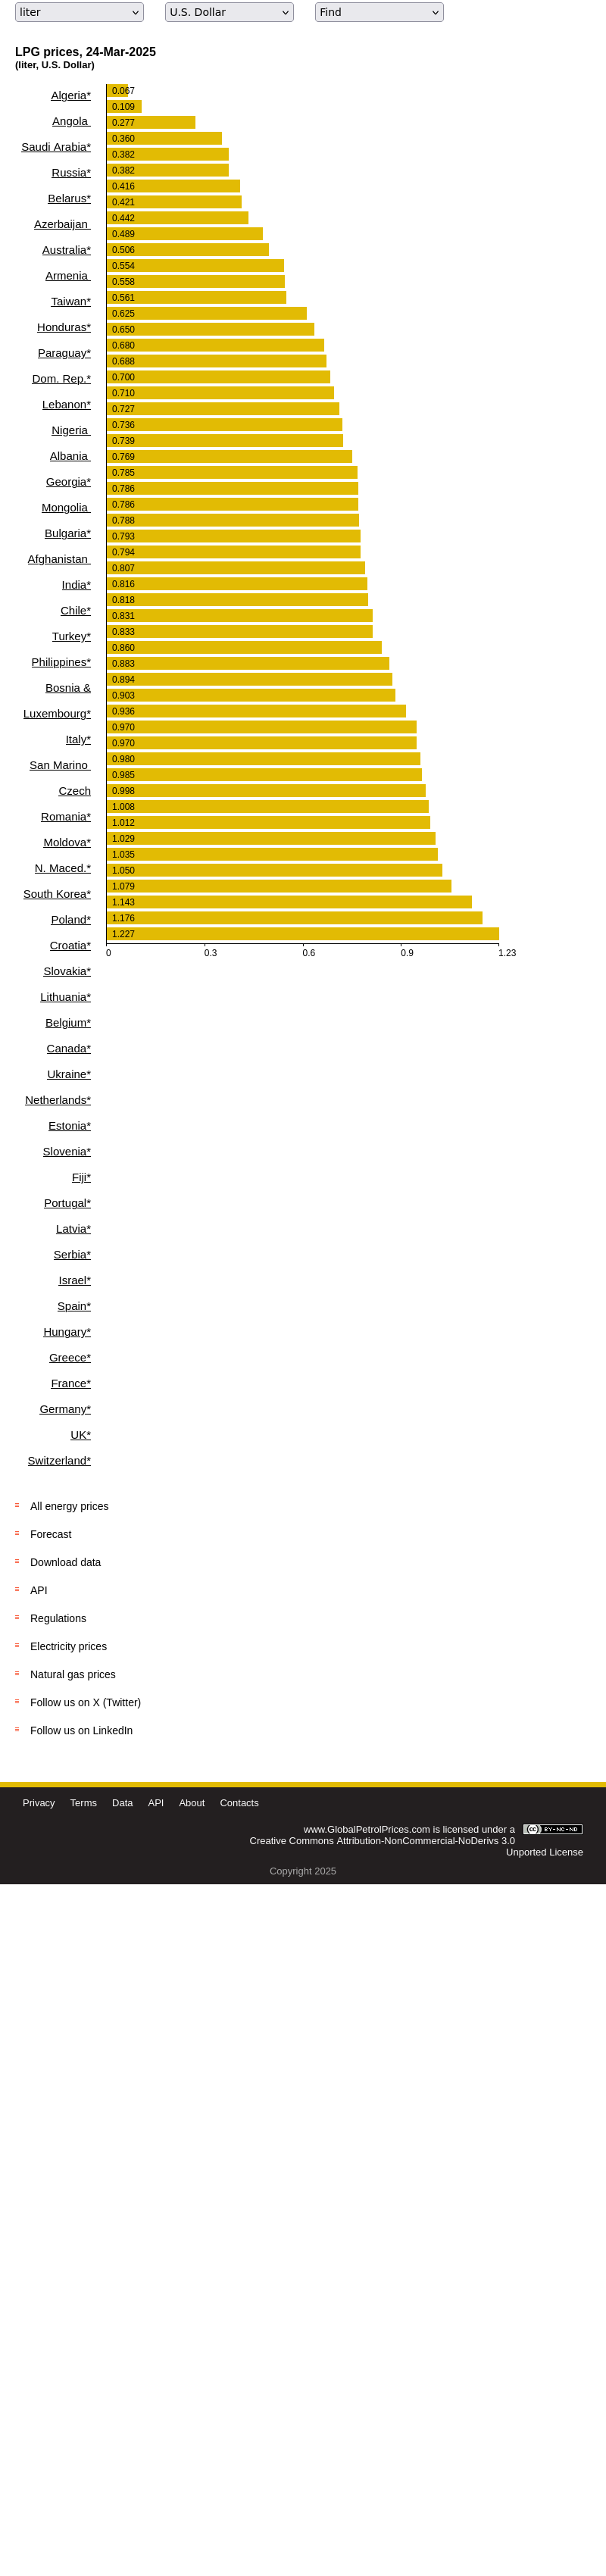 liter
U.S. Dollar
Find
LPG prices, 24-Mar-2025
(liter, U.S. Dollar)
Algeria*
Angola
Saudi Arabia*
Russia*
Belarus*
Azerbaijan
Australia*
Armenia
Taiwan*
Honduras*
Paraguay*
Dom. Rep.*
Lebanon*
Nigeria
Albania
Georgia*
Mongolia
Bulgaria*
Afghanistan
India*
Chile*
Turkey*
Philippines*
Bosnia &
Luxembourg*
Italy*
San Marino
Czech
Romania*
Moldova*
N. Maced.*
South Korea*
Poland*
Croatia*
Slovakia*
Lithuania*
Belgium*
Canada*
Ukraine*
Netherlands*
Estonia*
Slovenia*
Fiji*
Portugal*
Latvia*
Serbia*
Israel*
Spain*
Hungary*
Greece*
France*
Germany*
UK*
Switzerland*
0.067
0.109
0.277
0.360
0.382
0.382
0.416
0.421
0.442
0.489
0.506
0.554
0.558
0.561
0.625
0.650
0.680
0.688
0.700
0.710
0.727
0.736
0.739
0.769
0.785
0.786
0.786
0.788
0.793
0.794
0.807
0.816
0.818
0.831
0.833
0.860
0.883
0.894
0.903
0.936
0.970
0.970
0.980
0.985
0.998
1.008
1.012
1.029
1.035
1.050
1.079
1.143
1.176
1.227
0 0.3 0.6 0.9 1.23
All energy prices
Forecast
Download data
API
Regulations
Electricity prices
Natural gas prices
Follow us on X (Twitter)
Follow us on LinkedIn
Privacy Terms Data API About Contacts
www.GlobalPetrolPrices.com is licensed under a
Creative Commons Attribution-NonCommercial-NoDerivs 3.0
Unported License
cc BY-NC-ND
Copyright 2025